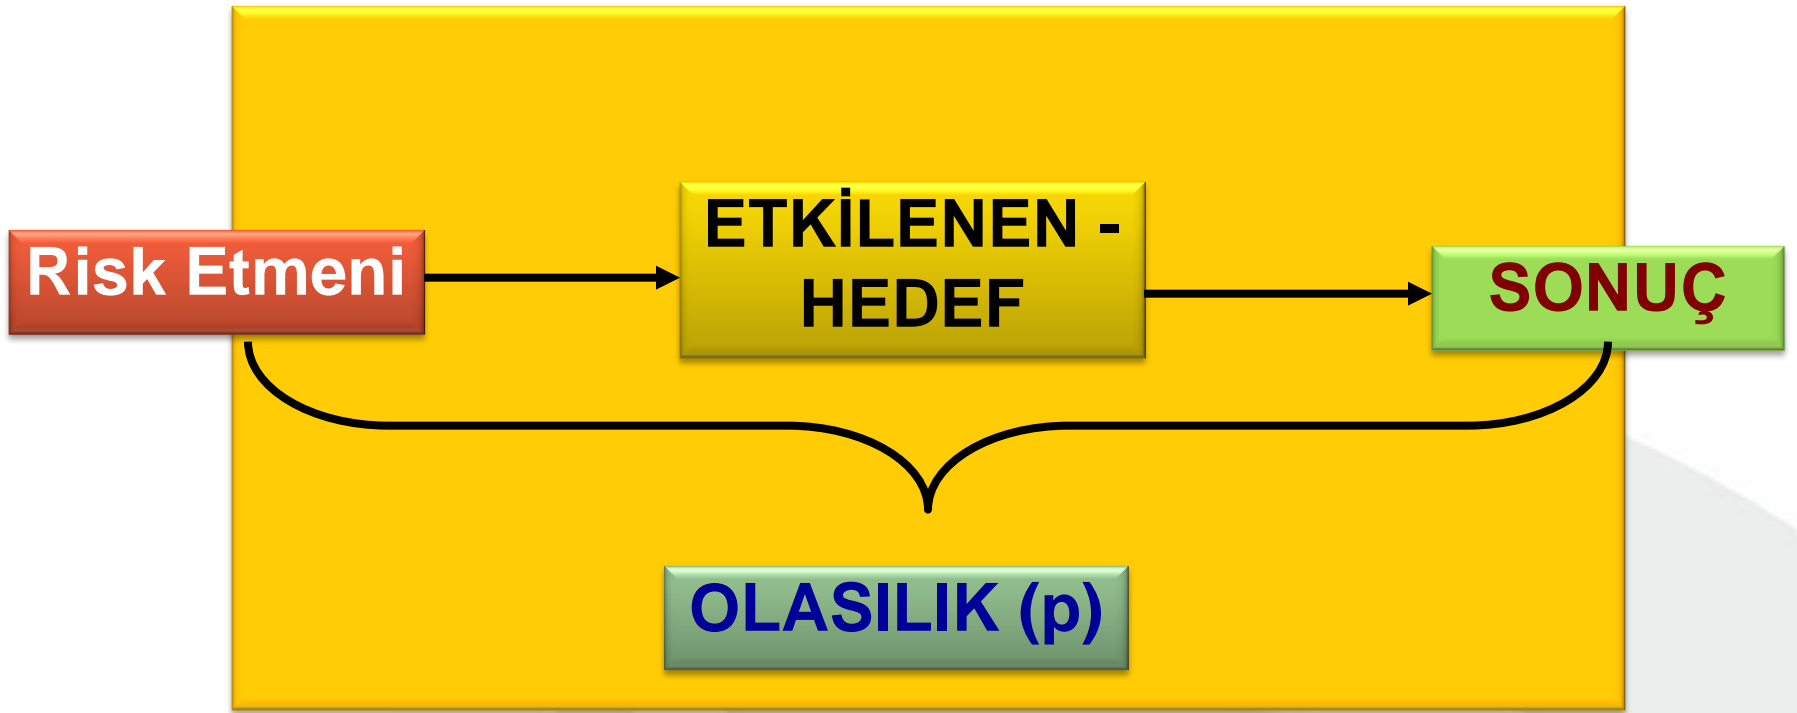 Risk Etmeni
ETKİLENEN -
HEDEF
SONUÇ
OLASILIK (p)